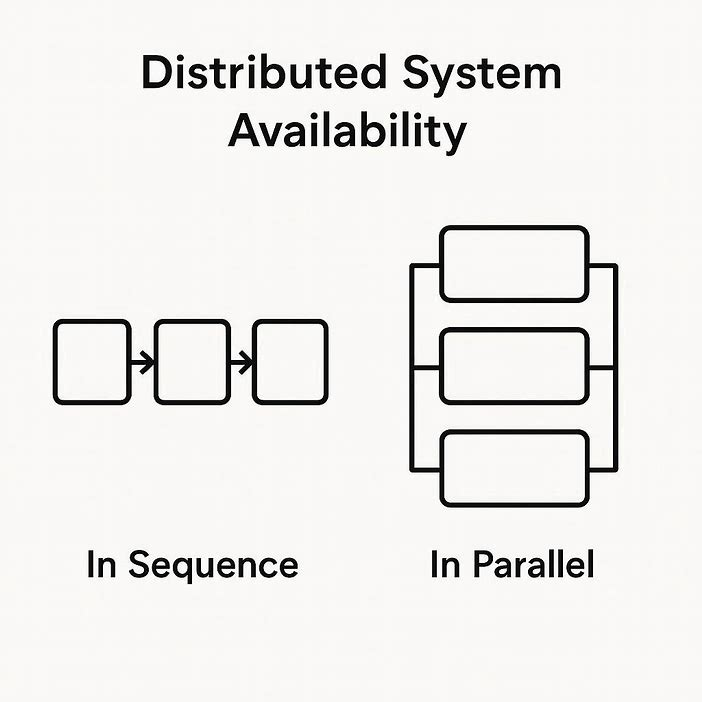 Distributed System
Availability
In Sequence
In Parallel